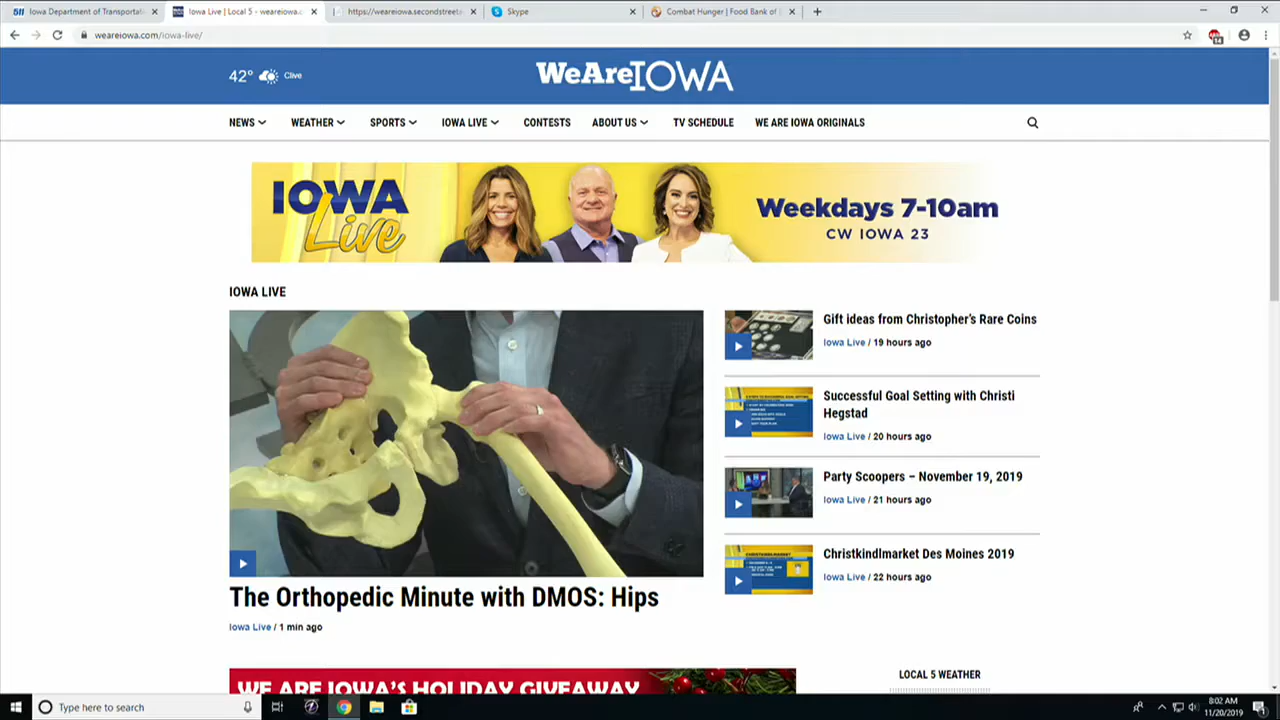 511 Iowa Department of Transportat
Iowa Live | Local 5 - weareiowa.c
https://weareiowa.secondstreeta
Skype
Combat Hunger | Food Bank of
weareiowa.com/iowa-live/
42° Clive
WeAreIOWA
NEWS WEATHER SPORTS IOWA LIVE CONTESTS ABOUT US TV SCHEDULE WE ARE IOWA ORIGINALS
IOWA
Live
Weekdays 7-10am
CW IOWA 23
IOWA LIVE
The Orthopedic Minute with DMOS: Hips
Iowa Live / 1 min ago
Gift ideas from Christopher's Rare Coins
Iowa Live / 19 hours ago
Successful Goal Setting with Christi
Hegstad
Iowa Live / 20 hours ago
Party Scoopers – November 19, 2019
Iowa Live / 21 hours ago
Christkindlmarket Des Moines 2019
Iowa Live / 22 hours ago
WE ARE IOWA'S HOLIDAY GIVEAWAY
LOCAL 5 WEATHER
Type here to search
8:02 AM
11/20/2019